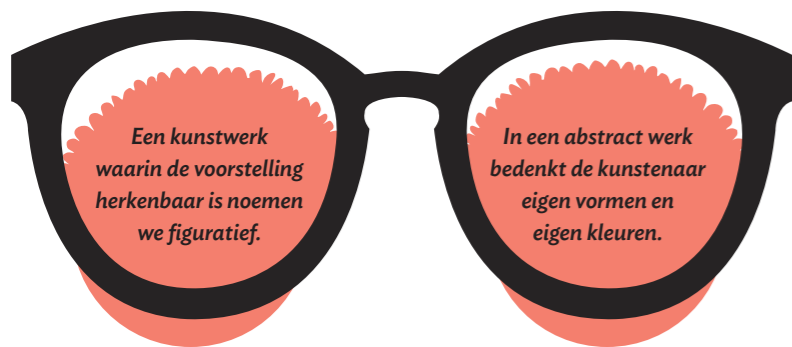 Een kunstwerk
waarin de voorstelling
herkenbaar is noemen
we figuratief.
In een abstract werk
bedenkt de kunstenaar
eigen vormen en
eigen kleuren.